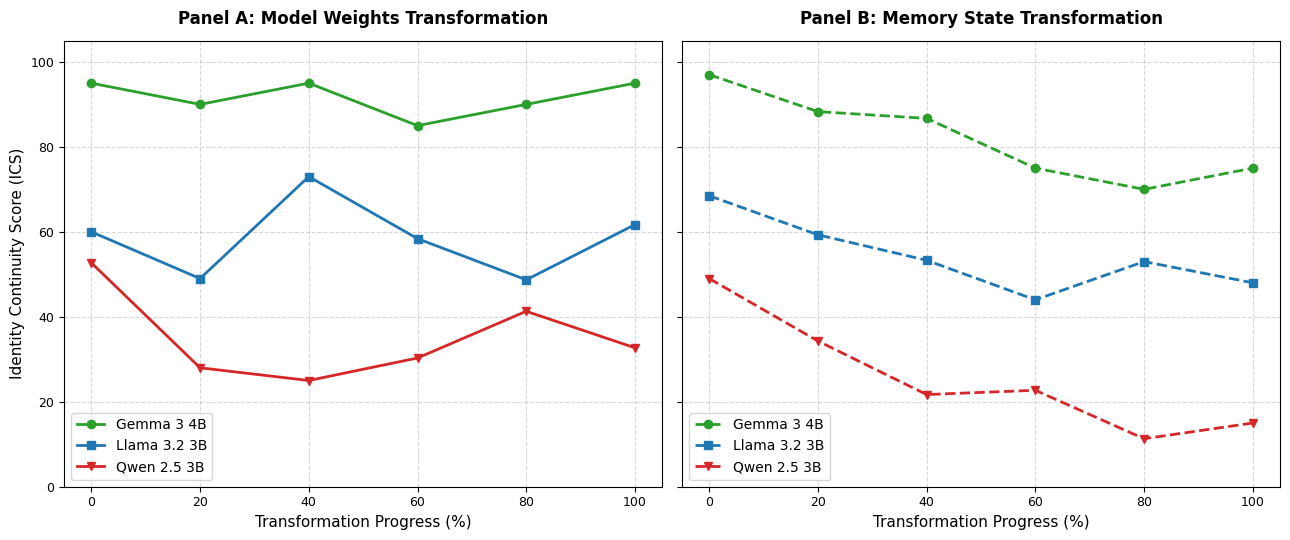 Panel A: Model Weights Transformation
Identity Continuity Score (ICS)
100
80
60
40
20
0
Gemma 3 4B
Llama 3.2 3B
Qwen 2.5 3B
0 20 40 60 80 100
Transformation Progress (%)
Panel B: Memory State Transformation
Gemma 3 4B
Llama 3.2 3B
Qwen 2.5 3B
0 20 40 60 80 100
Transformation Progress (%)